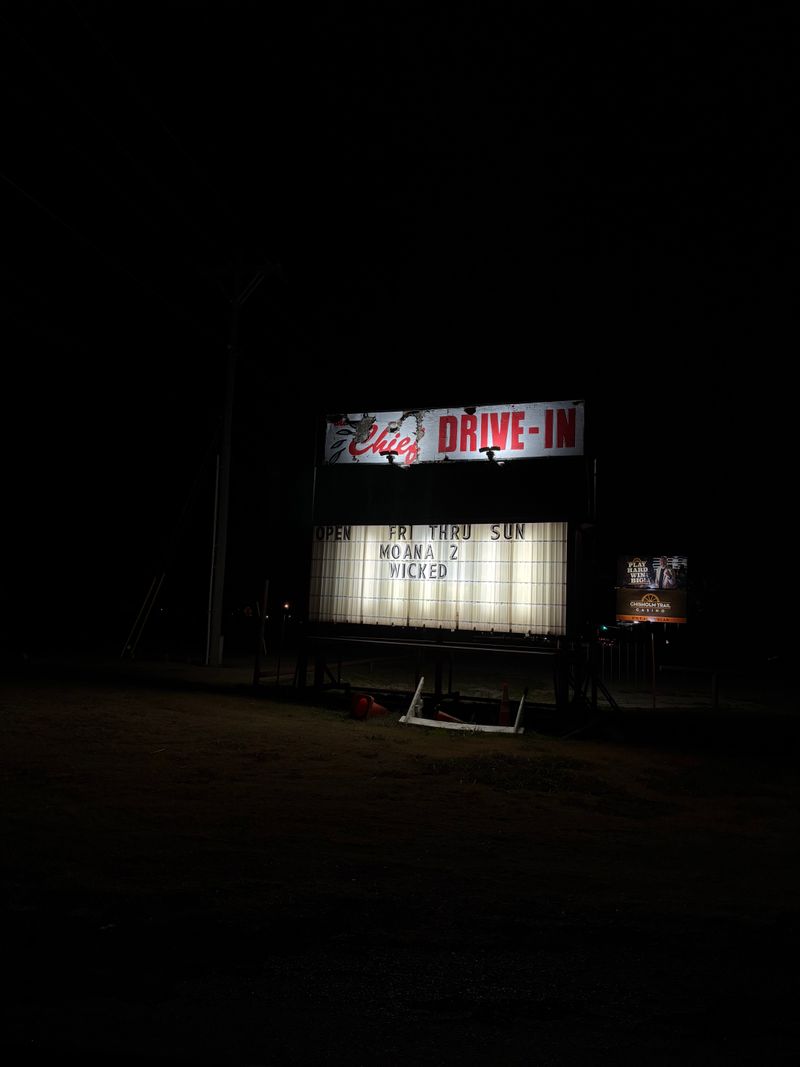 Chief DRIVE-IN
OPEN FRI THRU SUN
MOANA 2
WICKED
PLAY
HARD
WIN
BIG
CHISHOLM TRAIL
CASINO